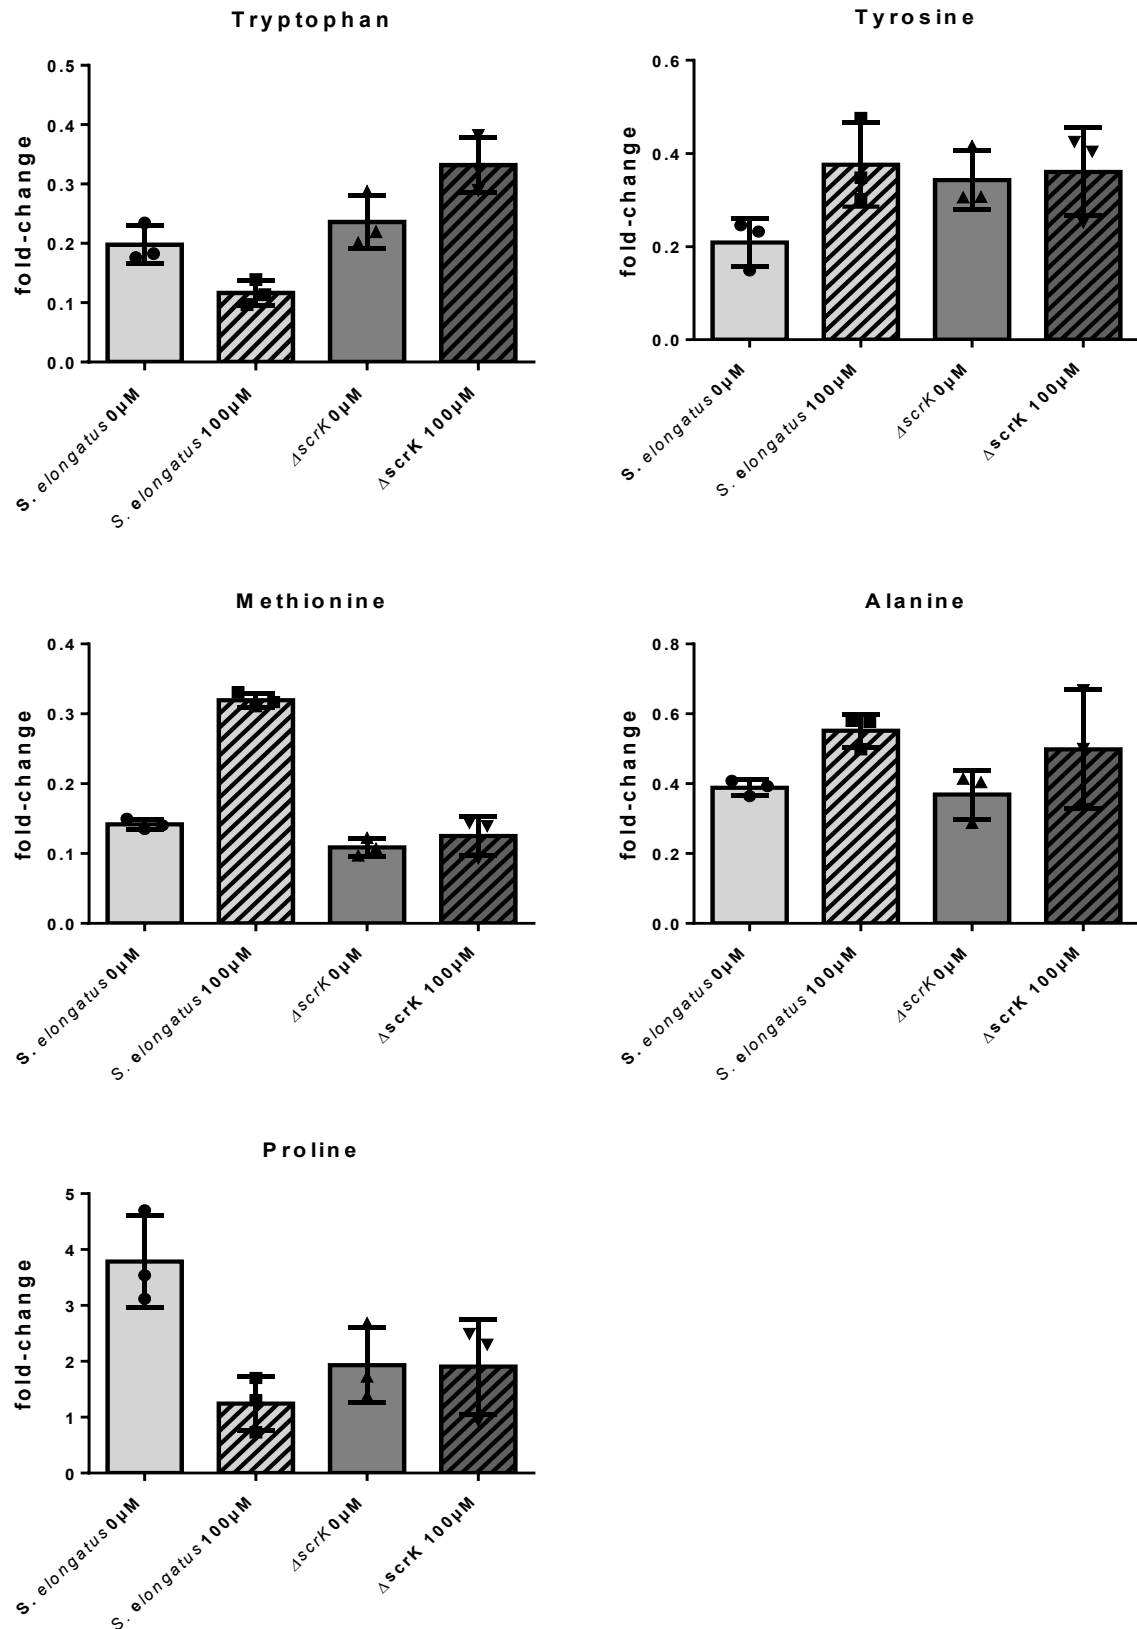 Tryptophan
fold-change
0.5
0.4
0.3
0.2
0.1
0.0
S. elongatus 0µM
S. elongatus 100µM
ΔscrK 0µM
ΔscrK 100µM
Tyrosine
fold-change
0.6
0.4
0.2
0.0
S. elongatus 0µM
S. elongatus 100µM
ΔscrK 0µM
ΔscrK 100µM
Methionine
fold-change
0.4
0.3
0.2
0.1
0.0
S. elongatus 0µM
S. elongatus 100µM
ΔscrK 0µM
ΔscrK 100µM
Alanine
fold-change
0.8
0.6
0.4
0.2
0.0
S. elongatus 0µM
S. elongatus 100µM
ΔscrK 0µM
ΔscrK 100µM
Proline
fold-change
5
4
3
2
1
0
S. elongatus 0µM
S. elongatus 100µM
ΔscrK 0µM
ΔscrK 100µM